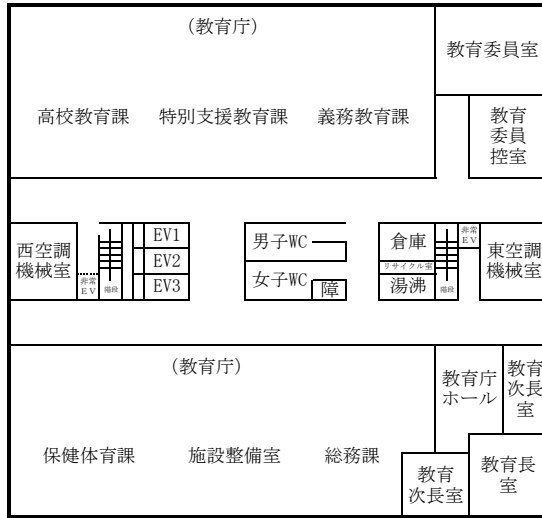 (教育庁)
教育委員室
高校教育課 特別支援教育課 義務教育課
教育
委員
控室
西空調
機械室
非常
EV
階段
EV1
EV2
EV3
男子WC
女子WC
障
倉庫
リサイクル室
湯沸
階段
非常
EV
東空調
機械室
(教育庁)
教育庁
ホール
教育
次長
室
保健体育課 施設整備室 総務課
教育
次長室
教育長
室